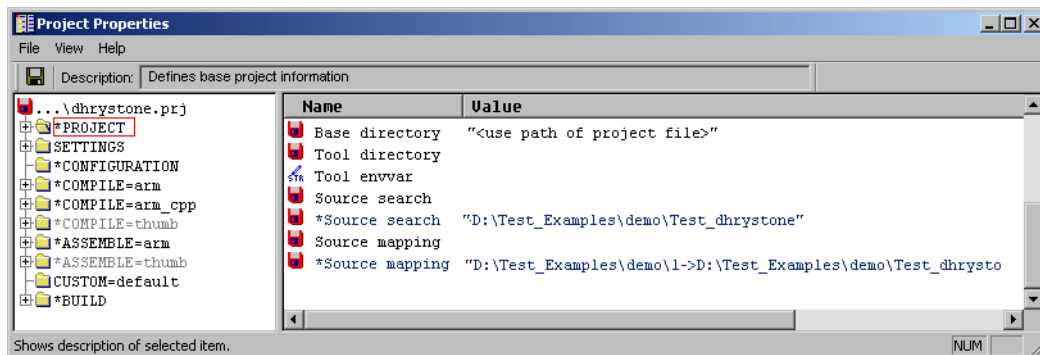 Project Properties
File View Help
Description: Defines base project information
...\dhrystone.prj
*PROJECT
SETTINGS
*CONFIGURATION
*COMPILE=arm
*COMPILE=arm_cpp
*COMPILE=thumb
*ASSEMBLE=arm
*ASSEMBLE=thumb
CUSTOM=default
*BUILD
Name Value
Base directory "<use path of project file>"
Tool directory
STR Tool envvar
Source search
*Source search "D:\Test_Examples\demo\Test_dhrystone"
Source mapping
*Source mapping "D:\Test_Examples\demo\l->D:\Test_Examples\demo\Test_dhrysto
Shows description of selected item. NUM